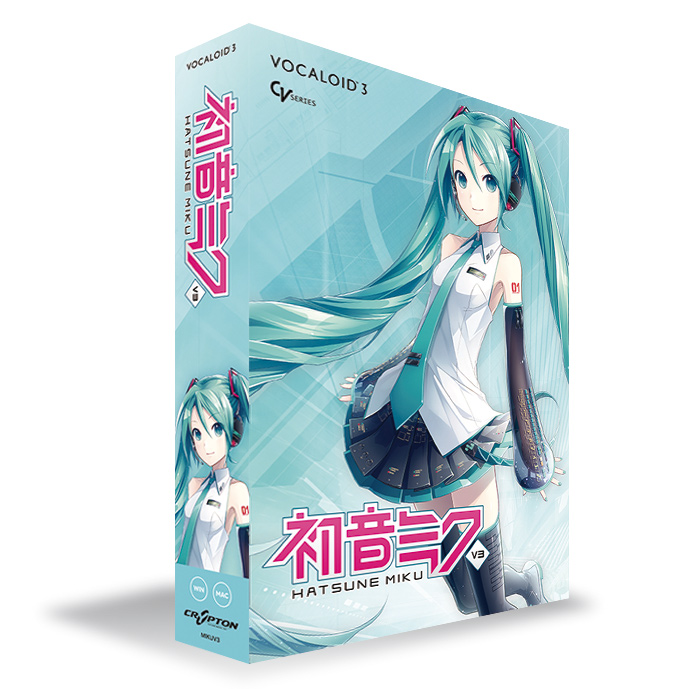 VOCALOID 3
初音ミク
HATSUNE MIKU
V3
WIN
MAC
CRYPTON
MIKUV3
VOCALOID® 3
CV SERIES
01
初音ミク
V3
HATSUNE MIKU
01